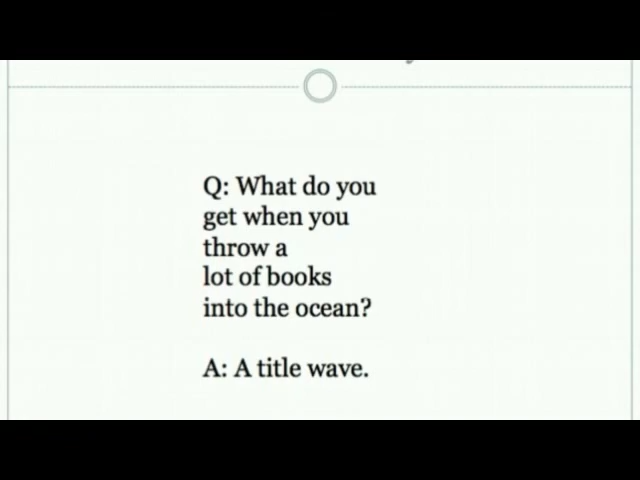 Q: What do you
get when you
throw a
lot of books
into the ocean?
A: A title wave.